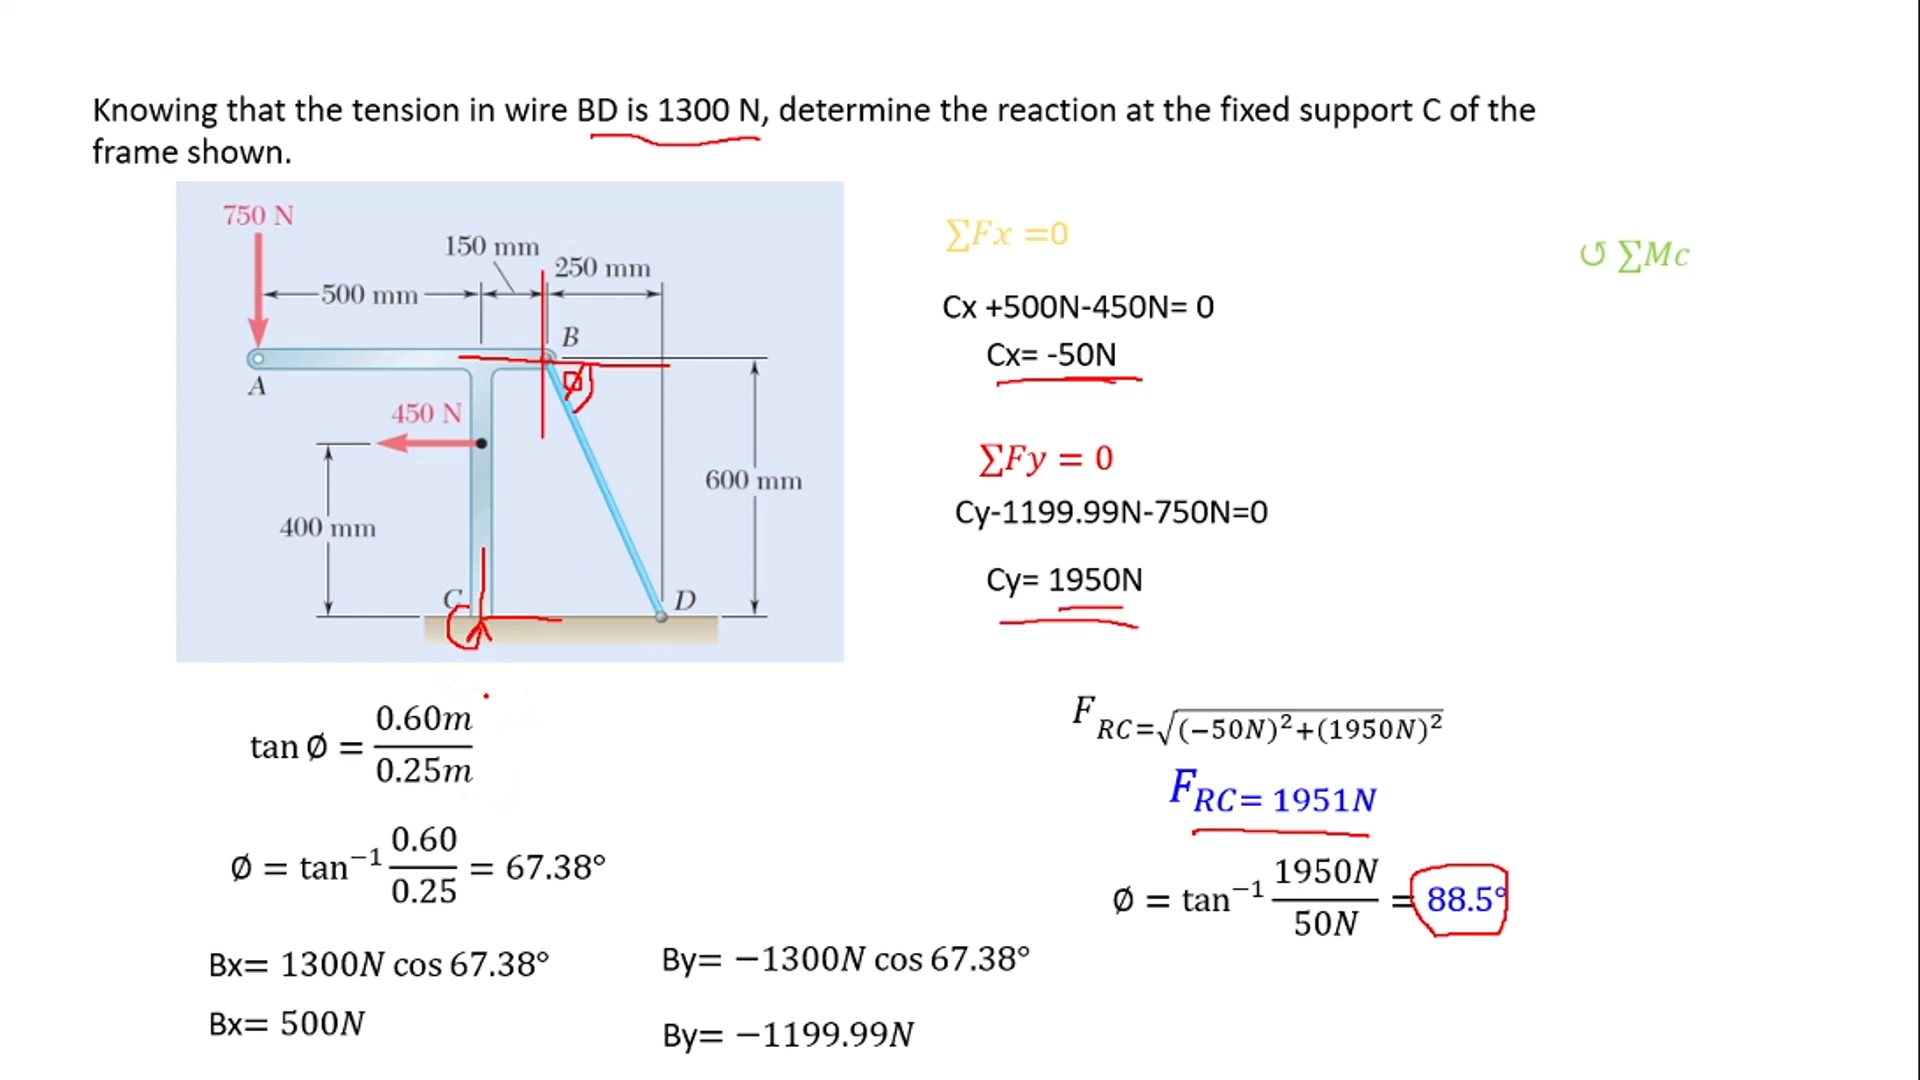 Knowing that the tension in wire BD is 1300 N, determine the reaction at the fixed support C of the
frame shown.
750 N
150 mm
250 mm
500 mm
B
A
450 N
600 mm
400 mm
C
D
∑Fx =0
Cx +500N-450N= 0
Cx= -50N
∑Fy = 0
Cy-1199.99N-750N=0
Cy= 1950N
↺ ∑Mc
tan ∅ = 0.60m / 0.25m
∅ = tan⁻¹ 0.60 / 0.25 = 67.38°
Bx= 1300N cos 67.38°
Bx= 500N
By= −1300N cos 67.38°
By= −1199.99N
F RC=√(−50N)²+(1950N)²
F RC= 1951N
∅ = tan⁻¹ 1950N / 50N = 88.5°